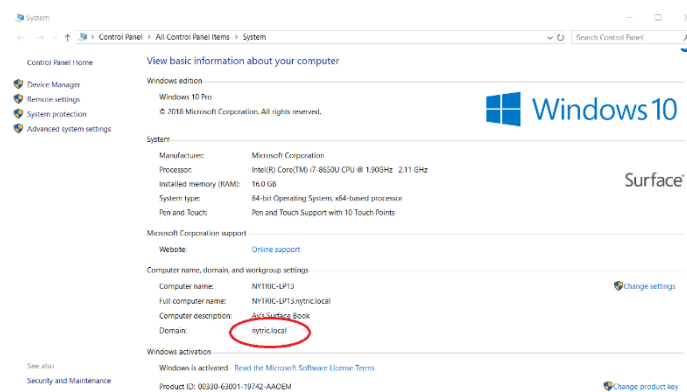 System
Control Panel > All Control Panel Items > System
Search Control Panel
Control Panel Home
Device Manager
Remote settings
System protection
Advanced system settings
View basic information about your computer
Windows edition
Windows 10 Pro
© 2018 Microsoft Corporation. All rights reserved.
Windows 10
System
Manufacturer: Microsoft Corporation
Processor: Intel(R) Core(TM) i7-8650U CPU @ 1.90GHz 2.11 GHz
Installed memory (RAM): 16.0 GB
System type: 64-bit Operating System, x64-based processor
Pen and Touch: Pen and Touch Support with 10 Touch Points
Surface
Microsoft Corporation support
Website: Online support
Computer name, domain, and workgroup settings
Computer name: NYTRIC-LP13
Change settings
Full computer name: NYTRIC-LP13.nytric.local
Computer description: Av's Surface Book
Domain: nytric.local
Windows activation
Windows is activated Read the Microsoft Software License Terms
Product ID: 00330-63001-19742-AAOEM
Change product key
See also
Security and Maintenance